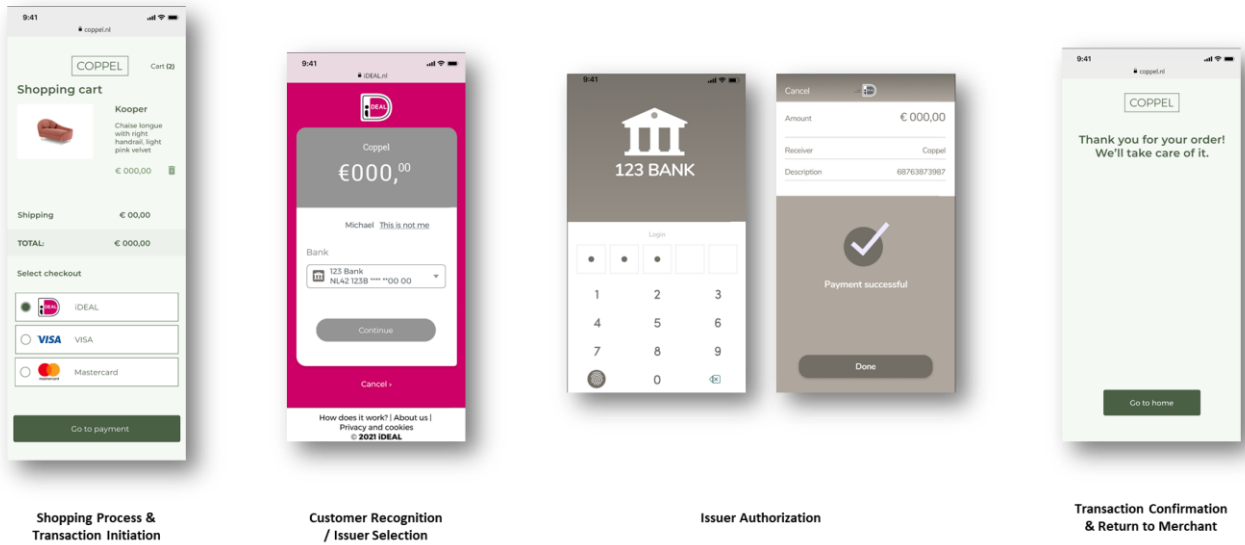 9:41
coppel.nl
COPPEL
Cart (2)
Shopping cart
Kooper
Chaise longue
with right
handrail, light
pink velvet
€ 000,00
Shipping € 00,00
TOTAL: € 000,00
Select checkout
iDEAL iDEAL
VISA VISA
mastercard Mastercard
Go to payment
Shopping Process &
Transaction Initiation
9:41
iDEAL.nl
iDEAL
Coppel
€000,00
Michael This is not me
Bank
123 Bank
NL42 123B **** **00 00
Continue
Cancel ›
How does it work? | About us |
Privacy and cookies
© 2021 iDEAL
Customer Recognition
/ Issuer Selection
9:41
123 BANK
Login
1 2 3
4 5 6
7 8 9
0
Cancel
iDEAL
Amount € 000,00
Receiver Coppel
Description 68763873987
Payment successful
Done
Issuer Authorization
9:41
coppel.nl
COPPEL
Thank you for your order!
We'll take care of it.
Go to home
Transaction Confirmation
& Return to Merchant